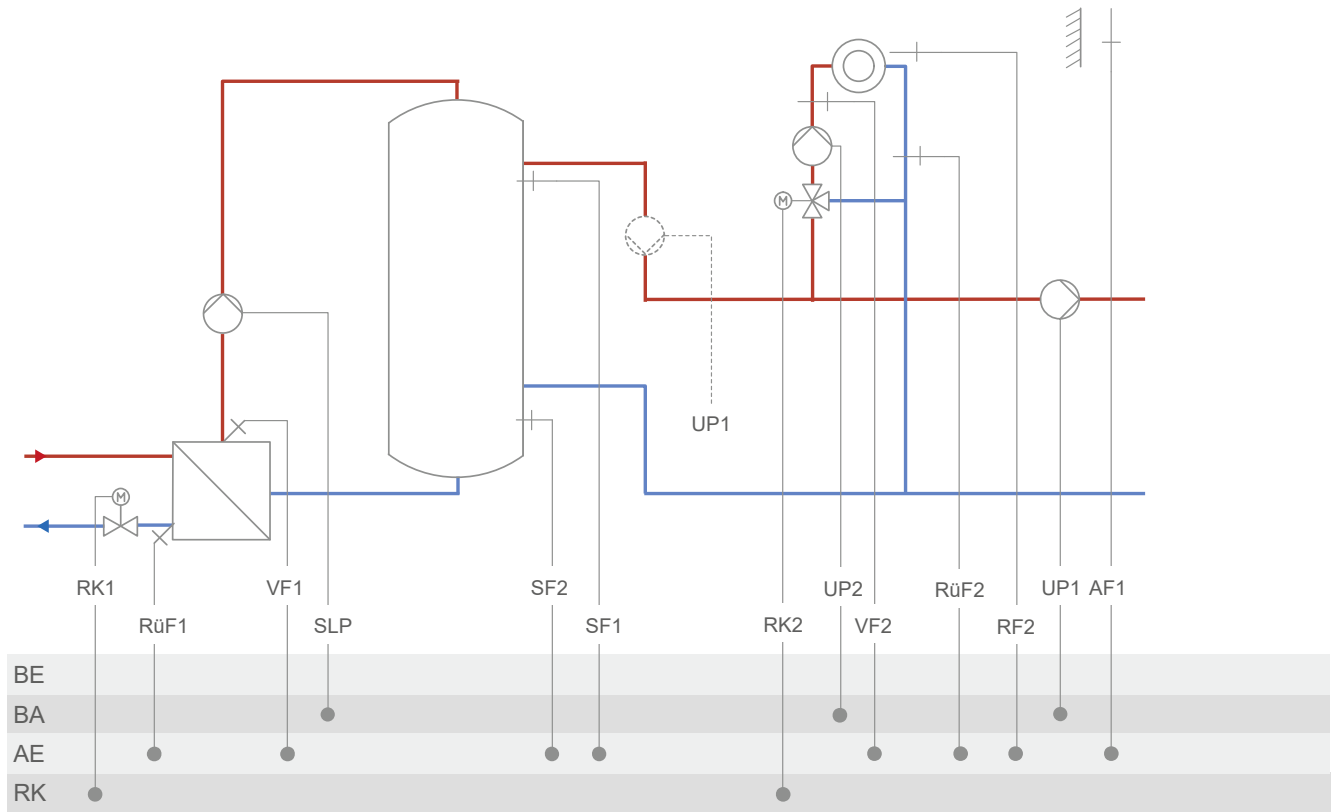 M
UP1
M
RK1
VF1
SF2
UP2
RüF2
UP1
AF1
RüF1
SLP
SF1
RK2
VF2
RF2
BE
BA
AE
RK